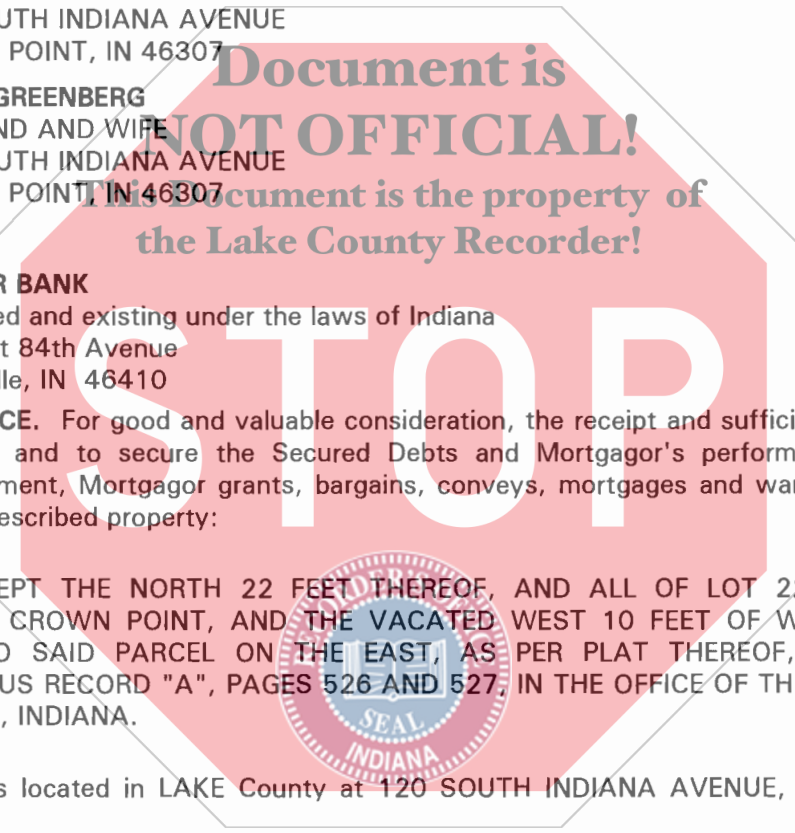 UTH INDIANA AVENUE
POINT, IN 46307
Document is
GREENBERG
ND AND WIFE
NOT OFFICIAL!
UTH INDIANA AVENUE
POINT, IN 46307
This Document is the property of
the Lake County Recorder!
R BANK
ed and existing under the laws of Indiana
t 84th Avenue
lle, IN 46410
STOP
CE. For good and valuable consideration, the receipt and suffici
and to secure the Secured Debts and Mortgagor's perform
ment, Mortgagor grants, bargains, conveys, mortgages and war
escribed property:
EPT THE NORTH 22 FEET THEREOF, AND ALL OF LOT 2
CROWN POINT, AND THE VACATED WEST 10 FEET OF W
D SAID PARCEL ON THE EAST, AS PER PLAT THEREOF,
US RECORD "A", PAGES 526 AND 527, IN THE OFFICE OF TH
, INDIANA.
SEAL
INDIANA
s located in LAKE County at 120 SOUTH INDIANA AVENUE,